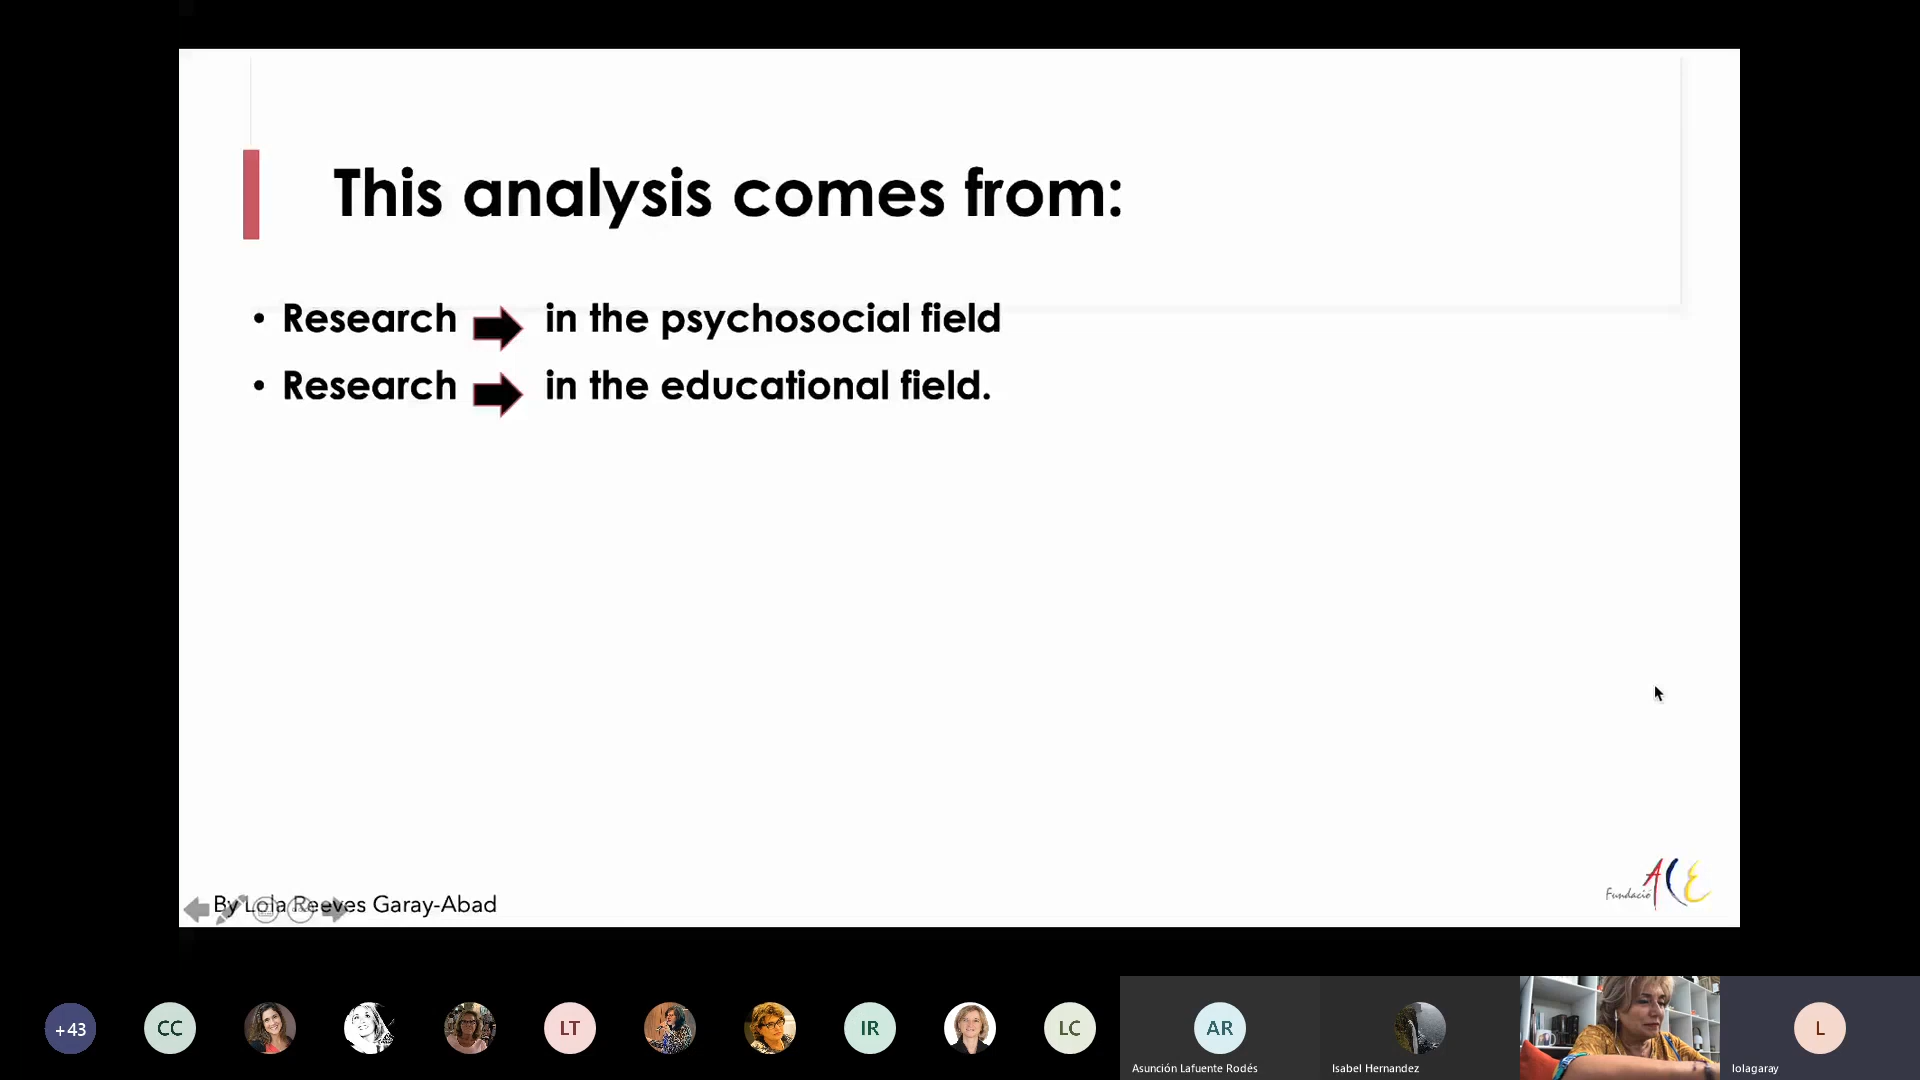 This analysis comes from:
• Research in the psychosocial field
• Research in the educational field.
By Lola Reeves Garay-Abad
Fundació ACE
+43
CC
LT
IR
LC
AR
L
Asunción Lafuente Rodés
Isabel Hernandez
lolagaray